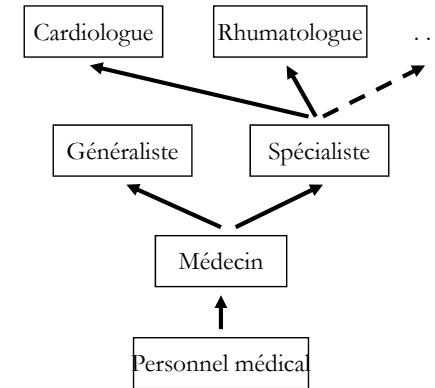 Cardiologue
Rhumatologue
. .
Généraliste
Spécialiste
Médecin
Personnel médical